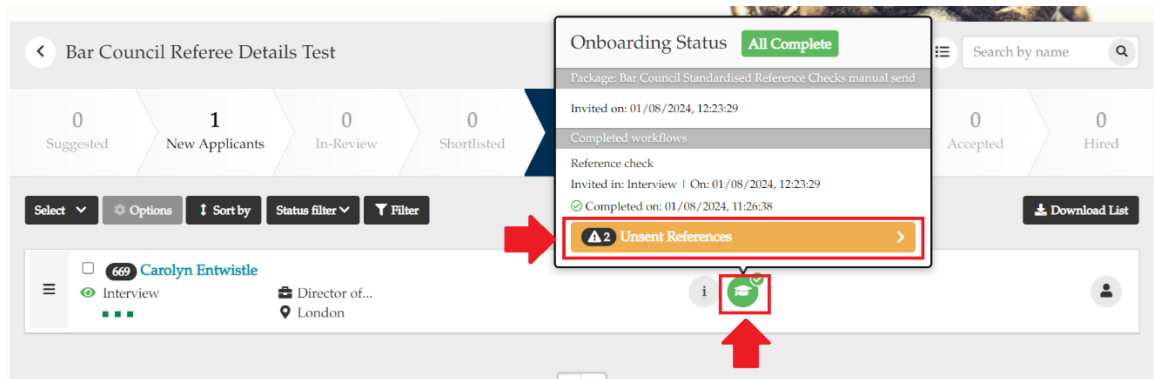 Bar Council Referee Details Test
Search by name
0
Suggested
1
New Applicants
0
In-Review
0
Shortlisted
0
Accepted
0
Hired
Onboarding Status All Complete
Package: Bar Council Standardised Reference Checks manual send
Invited on: 01/08/2024, 12:23:29
Completed workflows
Reference check
Invited in: Interview | On: 01/08/2024, 12:23:29
Completed on: 01/08/2024, 11:26:38
2 Unsent References
Select Options Sort by Status filter Filter Download List
669 Carolyn Entwistle
Interview Director of...
London
i